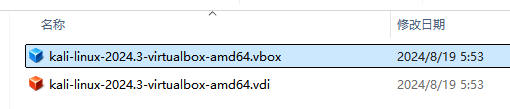 名称 修改日期
kali-linux-2024.3-virtualbox-amd64.vbox 2024/8/19 5:53
kali-linux-2024.3-virtualbox-amd64.vdi 2024/8/19 5:53